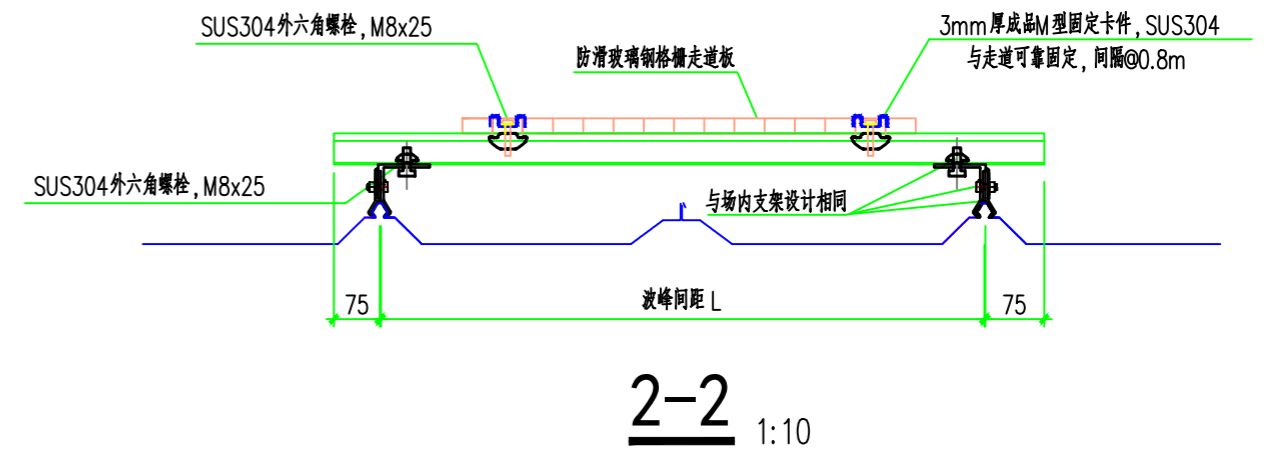 SUS304外六角螺栓,M8x25
3mm厚成品M型固定卡件,SUS304
与走道可靠固定,间隔@0.8m
防滑玻璃钢格栅走道板
SUS304外六角螺栓,M8x25
与场内支架设计相同
75
波峰间距 L
75
2-2
1:10